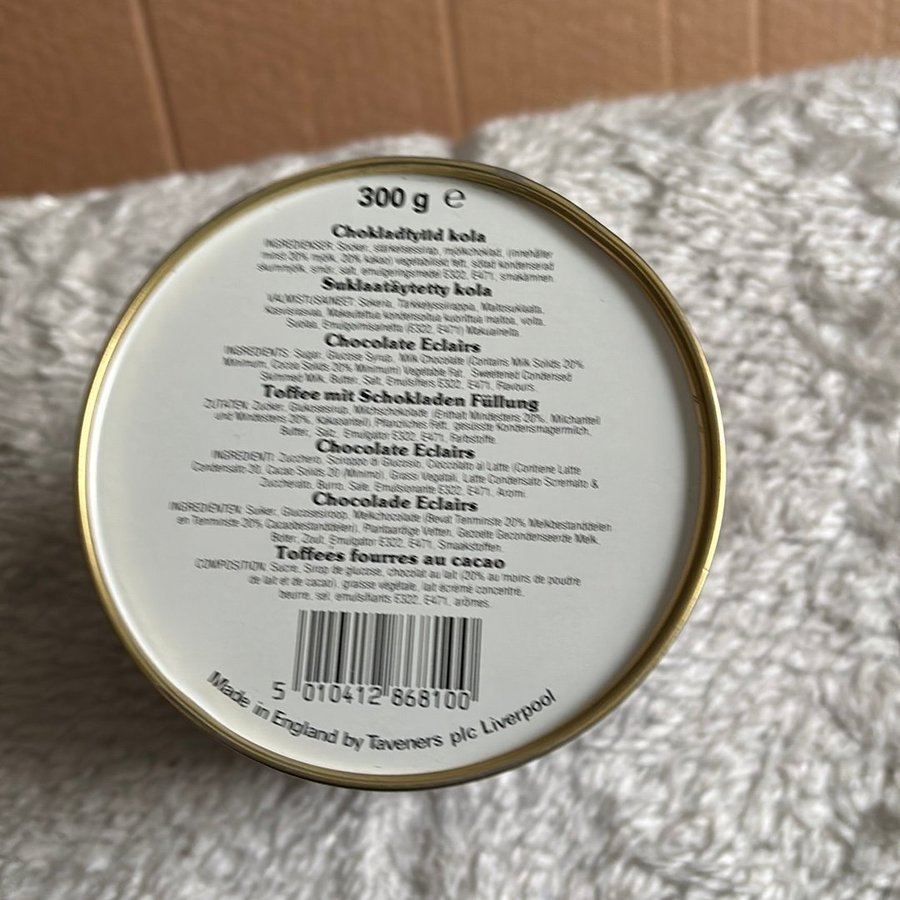 300 g ℮
Chokladfylld kola
INGREDIENSER: Socker, stärkelsesirap, mjölkchoklad, (innehåller
minst 20% mjölk, 20% kakao) vegetabiliskt fett, sötad kondenserad
skummjölk, smör, salt, emulgeringsmedel E322, E471, smakämnen.
Suklaatäytetty kola
VALMISTUSAINEET: Sokeria, Tärkkelyssiirappia, Maitosuklaata,
Kasvirasvaa, Makeutettua kondensoitua kuorittua maitoa, voita,
Suolaa, Emulgoimisainetta (E322, E471) Makuaineita.
Chocolate Eclairs
INGREDIENTS: Sugar, Glucose Syrup, Milk Chocolate (Contains Milk Solids 20%
Minimum, Cocoa Solids 20% Minimum) Vegetable Fat, Sweetened Condensed
Skimmed Milk, Butter, Salt, Emulsifiers E322, E471, Flavours.
Toffee mit Schokladen Füllung
ZUTATEN: Zucker, Glukosesirup, Milchschokolade (Enthält Mindestens 20%, Milchanteil
und Mindestens 20%, Kakaoanteil), Pflanzliches Fett, gesüsste Kondensmagermilch,
Butter, Salz, Emulgator E322, E471, Farbstoffe.
Chocolate Eclairs
INGREDIENTI: Zucchero, Sciroppo di Glucosio, Cioccolato al Latte (Contiene Latte
Condensato 20, Cacao Solids 20 (Minimo), Grassi Vegatal, Latte Condensato Scremato &
Zuccherato, Burro, Sale, Emulsionante E322, E471, Aromi.
Chocolade Eclairs
INGREDIËNTEN: Suiker, Glucosesiroop, Melkchocolade (Bevat Tenminste 20% Melkbestanddelen
en Tenminste 20% Cacaobestanddelen), Plantaardige Vetten, Gezoete Gecondenseerde Melk,
Boter, Zout, Emulgator E322, E471, Smaakstoffen.
Toffees fourres au cacao
COMPOSITION: Sucre, Sirop de glucose, chocolat au lait (20% au moins de poudre
de lait et de cacao), graisse végétale, lait écrémé concentré,
beurre, sel, emulsifiants E322, E471, arômes.
5 010412 868100
Made in England by Taveners plc Liverpool